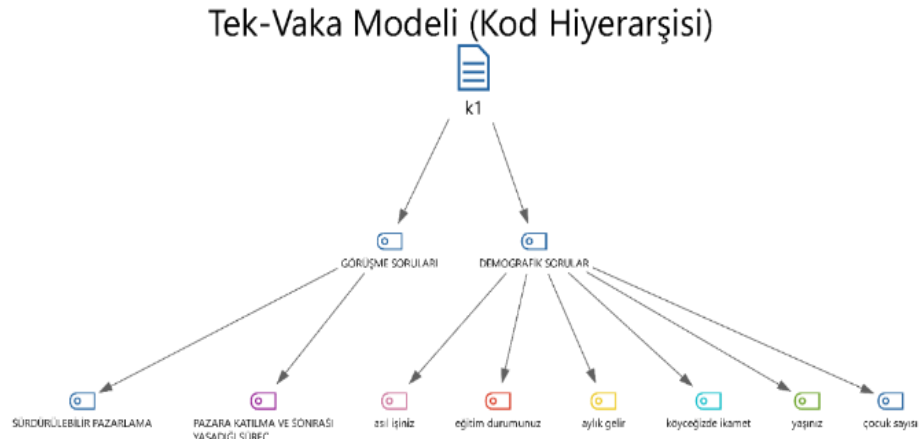 Tek-Vaka Modeli (Kod Hiyerarşisi)
k1
GÖRÜŞME SORULARI
DEMOGRAFİK SORULAR
SÜRDÜRÜLEBİLİR PAZARLAMA
PAZARA KATILMA VE SONRASI
YAŞADIĞI SÜREÇ
asıl işiniz
eğitim durumunuz
aylık gelir
köyceğizde ikamet
yaşınız
çocuk sayısı